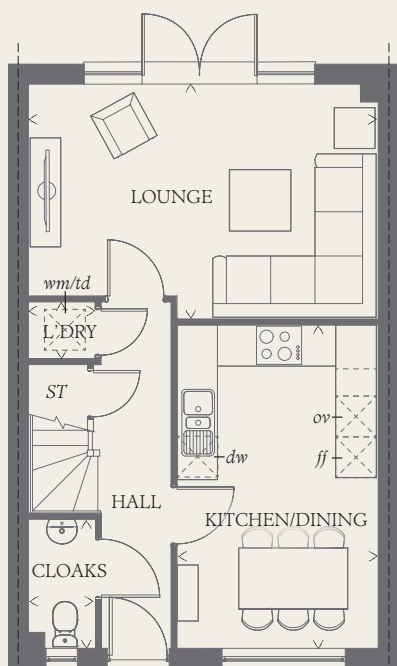 LOUNGE
wm/td
L'DRY
ST
ov
dw
ff
HALL
KITCHEN/DINING
CLOAKS